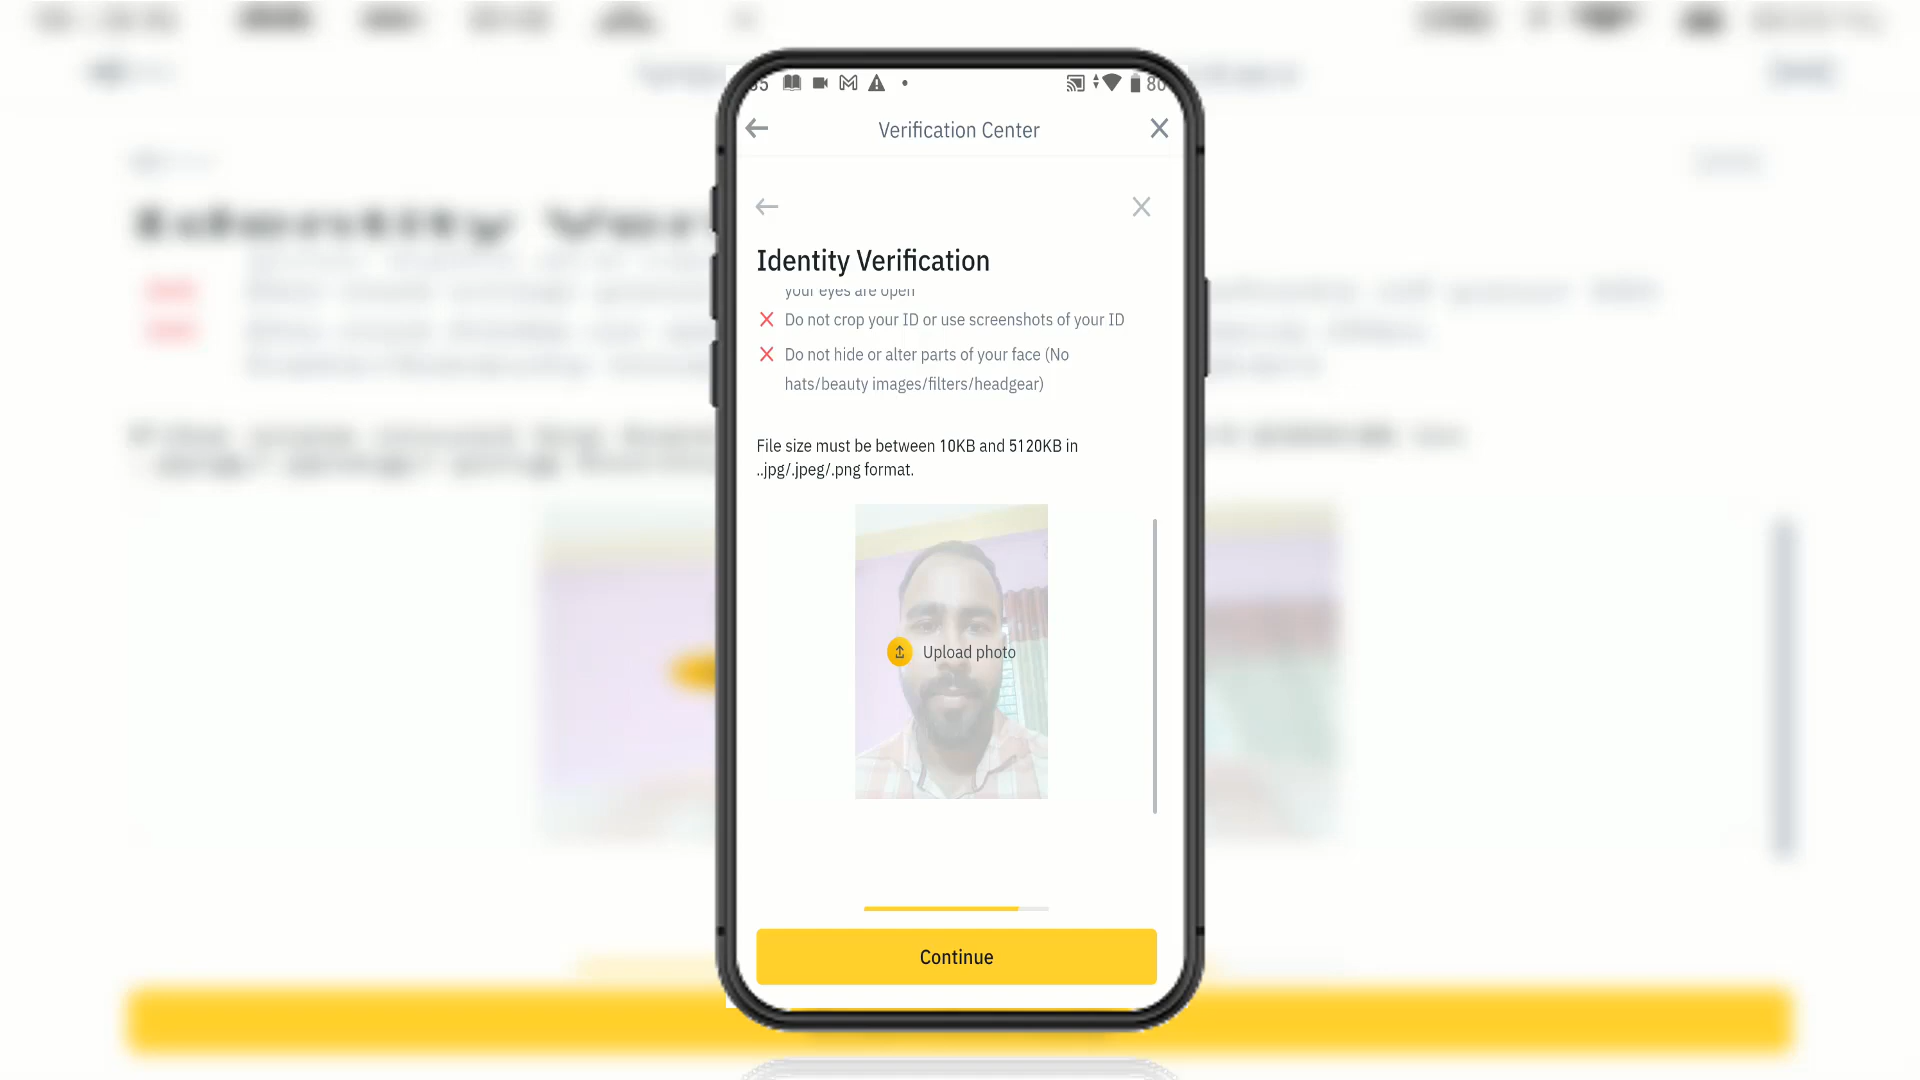 80
Verification Center
Identity Verification
your eyes are open
Do not crop your ID or use screenshots of your ID
Do not hide or alter parts of your face (No
hats/beauty images/filters/headgear)
File size must be between 10KB and 5120KB in
..jpg/.jpeg/.png format.
Upload photo
Continue